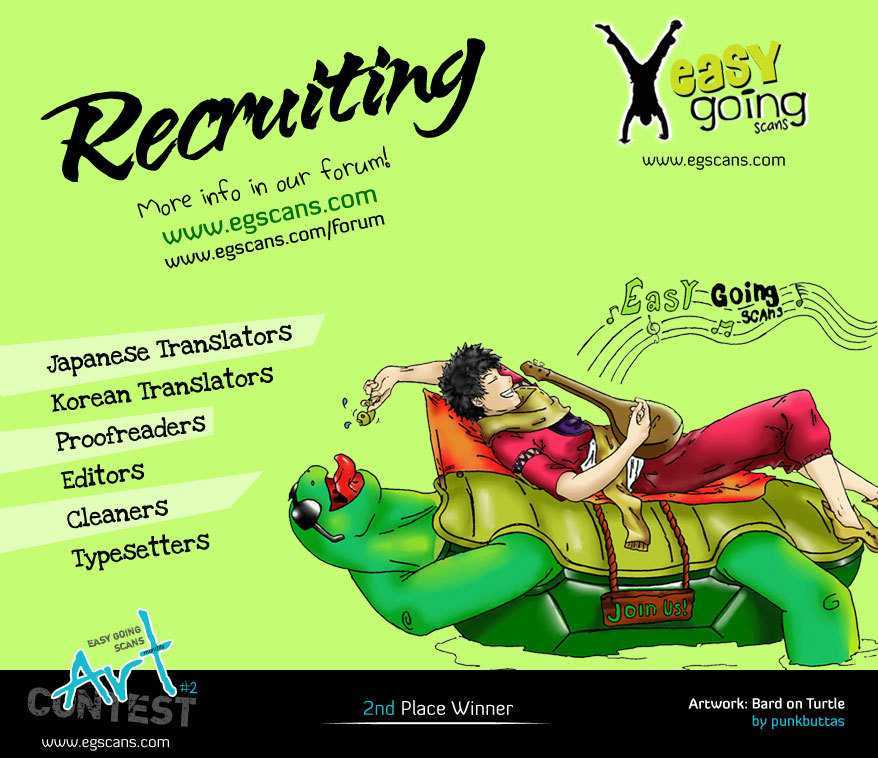 Recruiting
More info in our forum!
www.egscans.com
www.egscans.com/forum
easy
going
scans
www.egscans.com
Easy Going
SCANS
Japanese Translators
Korean Translators
Proofreaders
Editors
Cleaners
Typesetters
Join Us!
EASY GOING
SCANS
Art
CONTEST
#2
www.egscans.com
2nd Place Winner
Artwork: Bard on Turtle
by punkbuttas